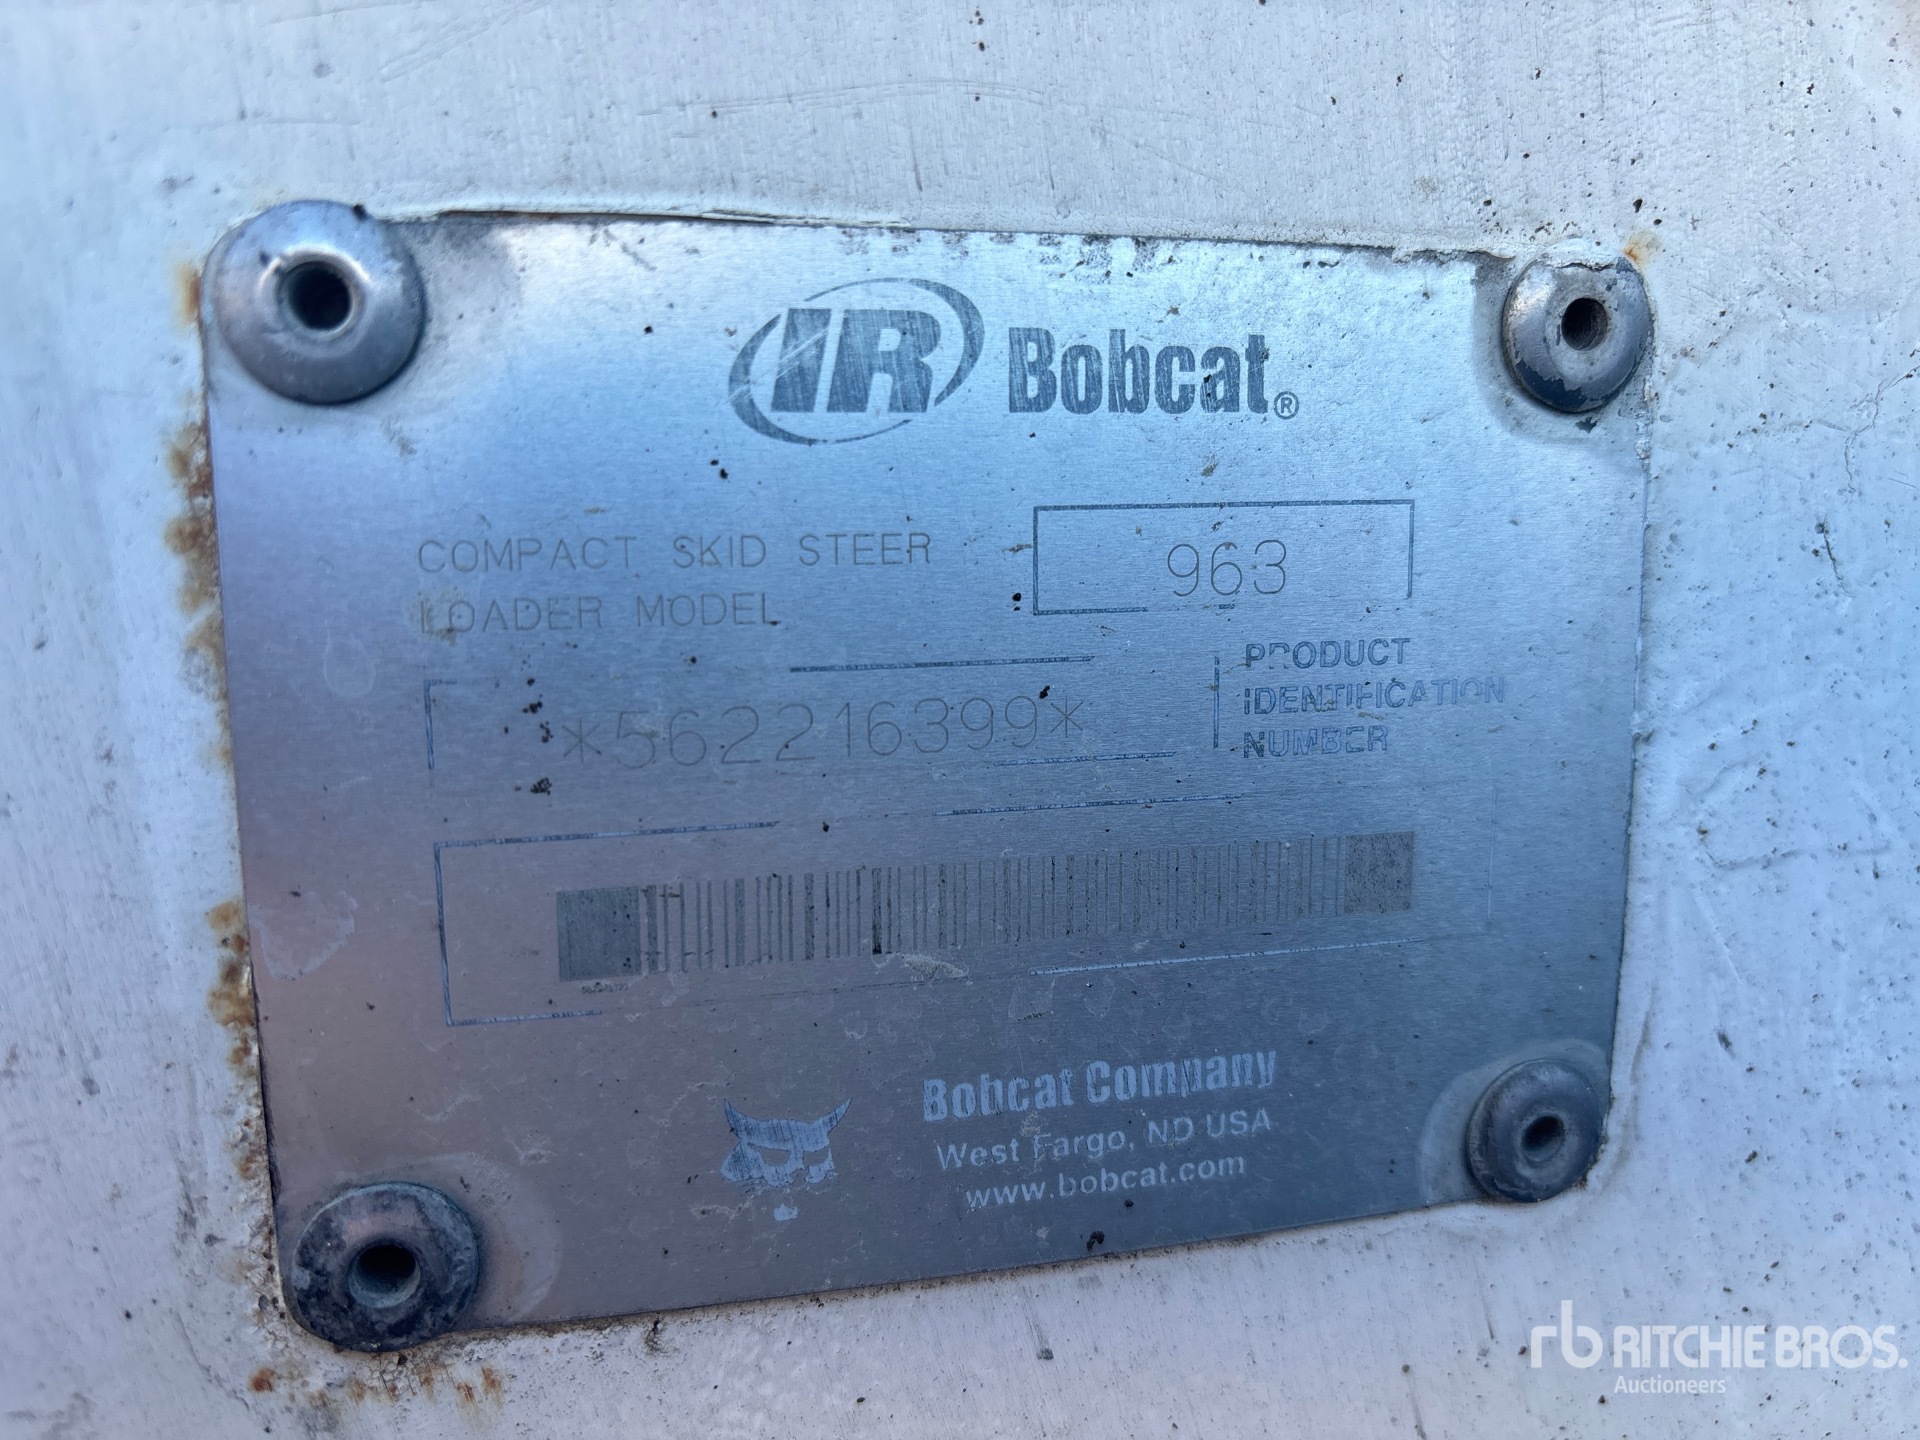 IR Bobcat®
COMPACT SKID STEER
LOADER MODEL
963
*562216399*
PRODUCT
IDENTIFICATION
NUMBER
Bobcat Company
West Fargo, ND USA
www.bobcat.com
rb RITCHIE BROS.
Auctioneers